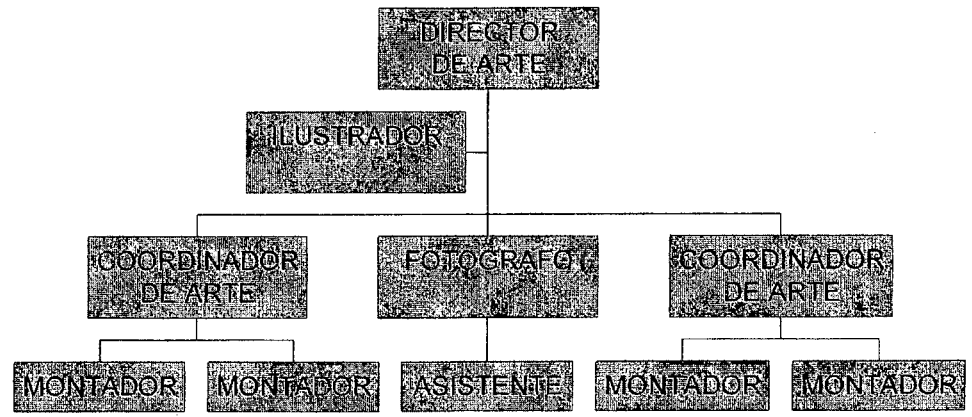 DIRECTOR
DE ARTE
ILUSTRADOR
COORDINADOR
DE ARTE
FOTOGRAFO
COORDINADOR
DE ARTE
MONTADOR
MONTADOR
ASISTENTE
MONTADOR
MONTADOR